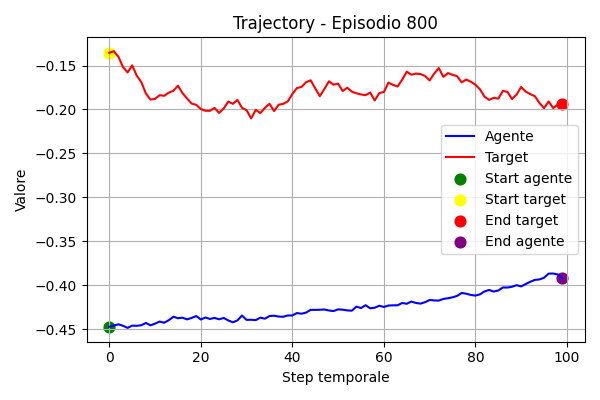 Trajectory - Episodio 800
Valore
−0.15
−0.20
−0.25
−0.30
−0.35
−0.40
−0.45
Agente
Target
Start agente
Start target
End target
End agente
0
20
40
60
80
100
Step temporale